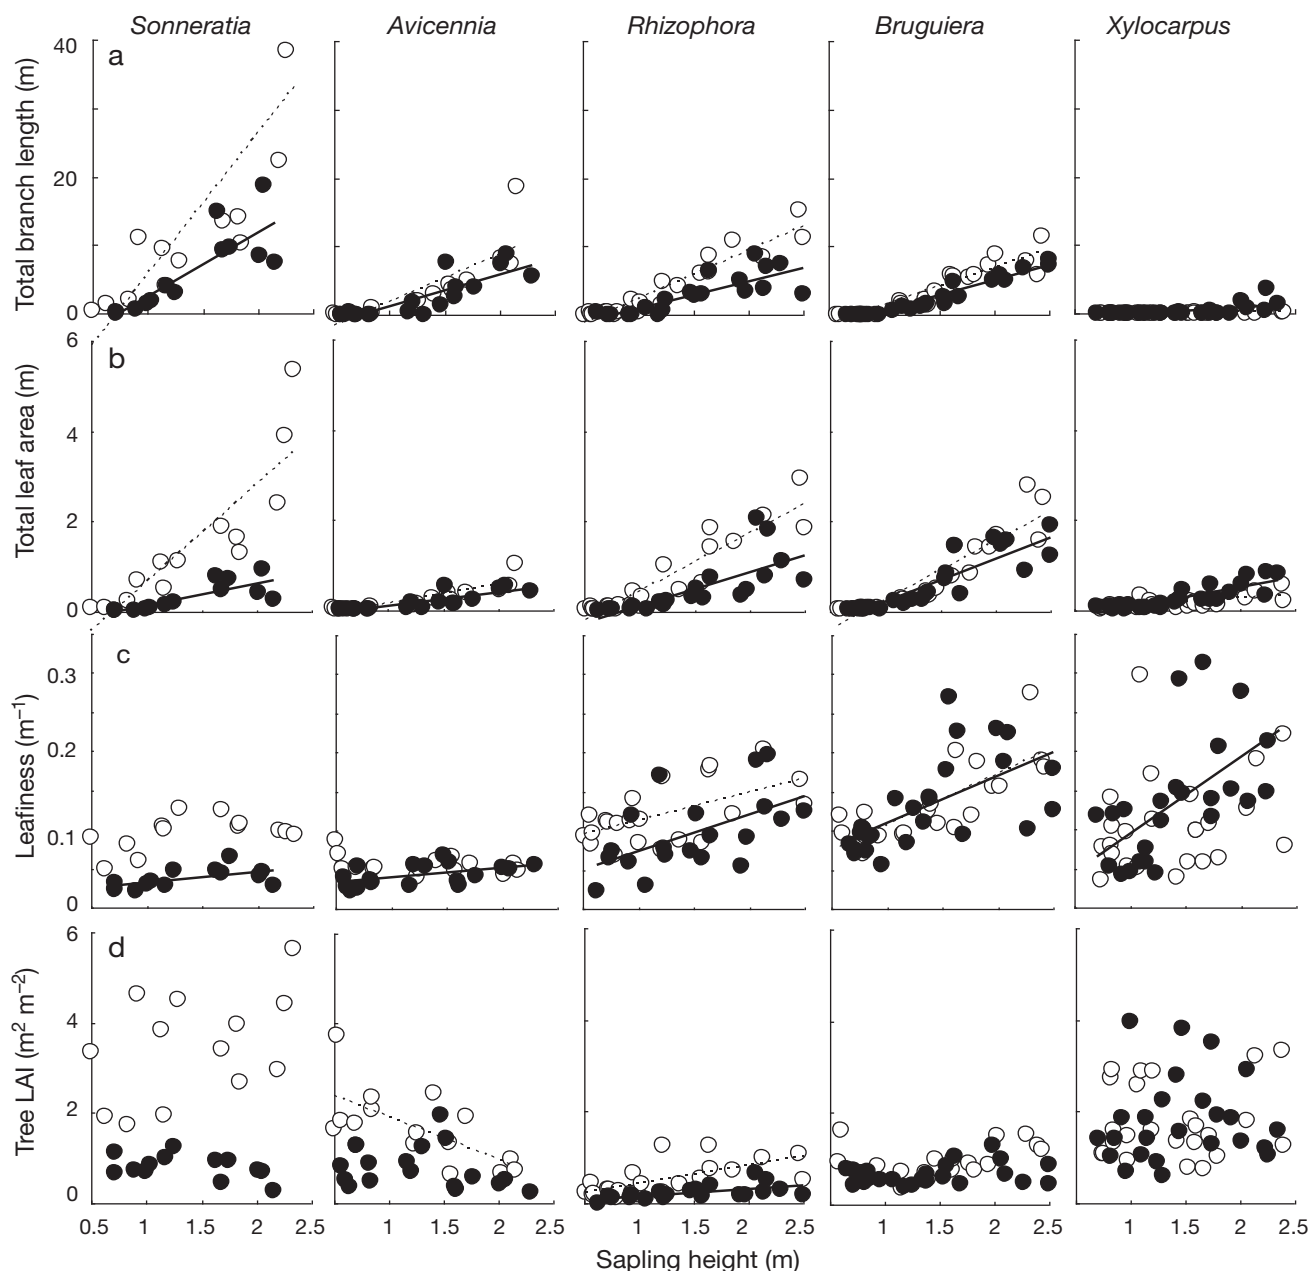 Sonneratia Avicennia Rhizophora Bruguiera Xylocarpus
a
Total branch length (m)
40
20
0
b
Total leaf area (m)
6
4
2
0
c
Leafiness (m⁻¹)
0.3
0.2
0.1
0
d
Tree LAI (m² m⁻²)
6
4
2
0
0.5 1 1.5 2 2.5 1 1.5 2 2.5 1 1.5 2 2.5 1 1.5 2 2.5 1 1.5 2 2.5
Sapling height (m)